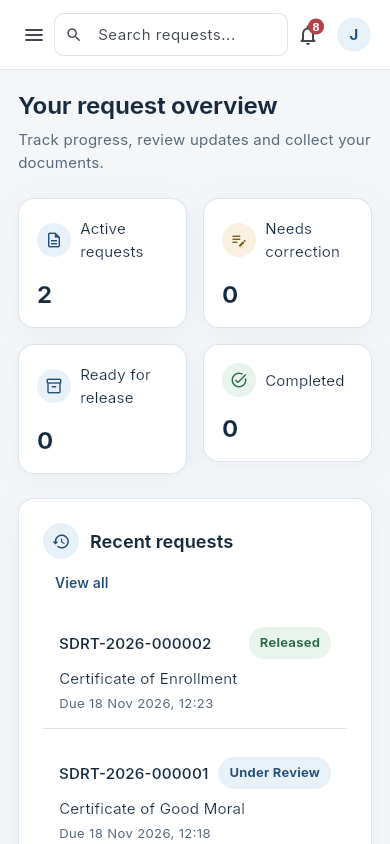 Search requests...
8
J
Your request overview
Track progress, review updates and collect your
documents.
Active
requests
2
Needs
correction
0
Ready for
release
0
Completed
0
Recent requests
View all
SDRT-2026-000002
Released
Certificate of Enrollment
Due 18 Nov 2026, 12:23
SDRT-2026-000001
Under Review
Certificate of Good Moral
Due 18 Nov 2026, 12:18